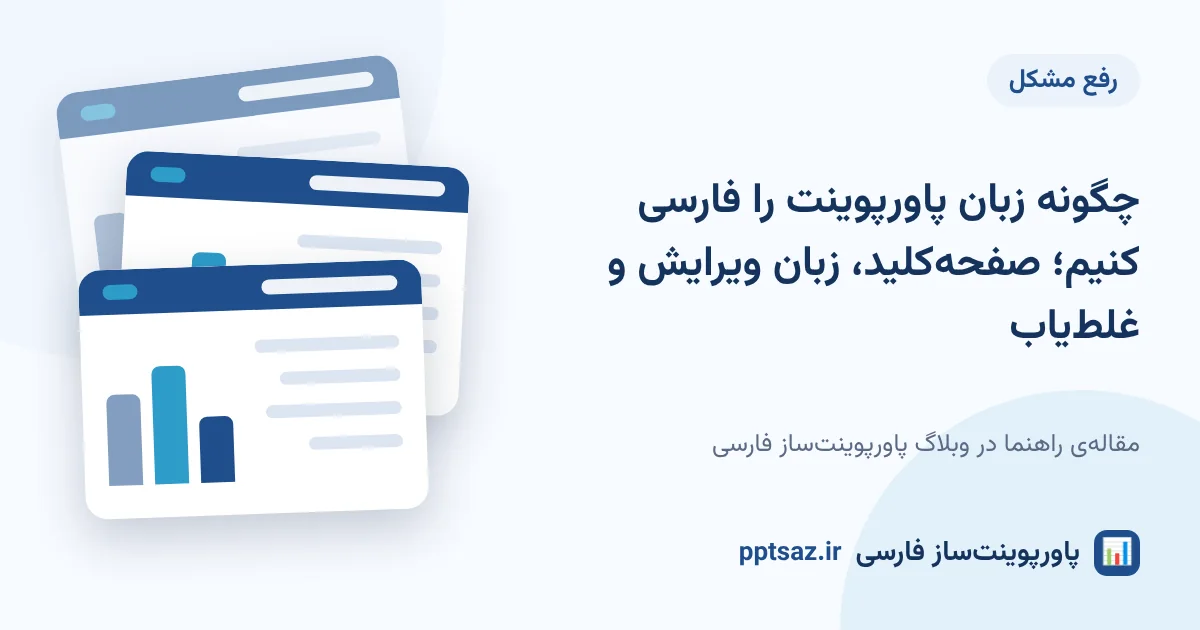 رفع مشکل
چگونه زبان پاورپوینت را فارسی
کنیم؛ صفحه‌کلید، زبان ویرایش و
غلط‌یاب
مقاله‌ی راهنما در وبلاگ پاورپوینت‌ساز فارسی
پاورپوینت‌ساز فارسی pptsaz.ir